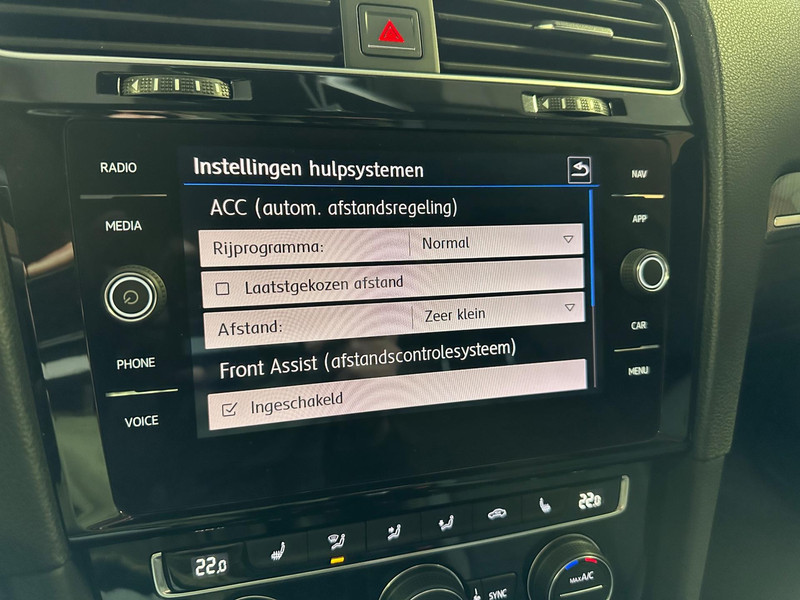 RADIO
MEDIA
PHONE
VOICE
Instellingen hulpsystemen
ACC (autom. afstandsregeling)
Rijprogramma: Normal
Laatstgekozen afstand
Afstand: Zeer klein
Front Assist (afstandscontrolesysteem)
Ingeschakeld
NAV
APP
CAR
MENU
22.0
22.0
SYNC
MAX A/C